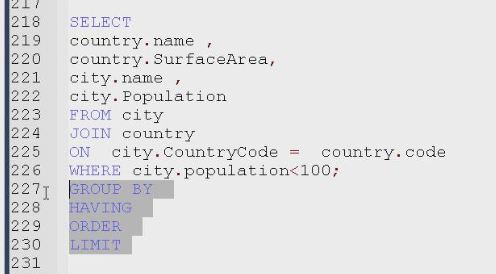 217
218 SELECT
219 country.name ,
220 country.SurfaceArea,
221 city.name ,
222 city.Population
223 FROM city
224 JOIN country
225 ON city.CountryCode = country.code
226 WHERE city.population<100;
227 GROUP BY
228 HAVING
229 ORDER
230 LIMIT
231